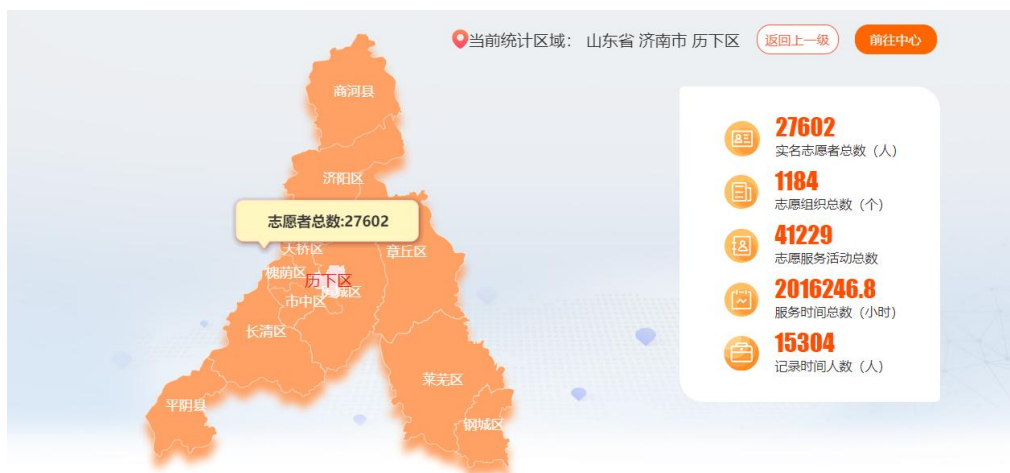 当前统计区域： 山东省 济南市 历下区
返回上一级
前往中心
商河县
济阳区
志愿者总数:27602
天桥区
章丘区
槐荫区
历下区
历城区
市中区
长清区
莱芜区
平阴县
钢城区
27602
实名志愿者总数（人）
1184
志愿组织总数（个）
41229
志愿服务活动总数
2016246.8
服务时间总数（小时）
15304
记录时间人数（人）